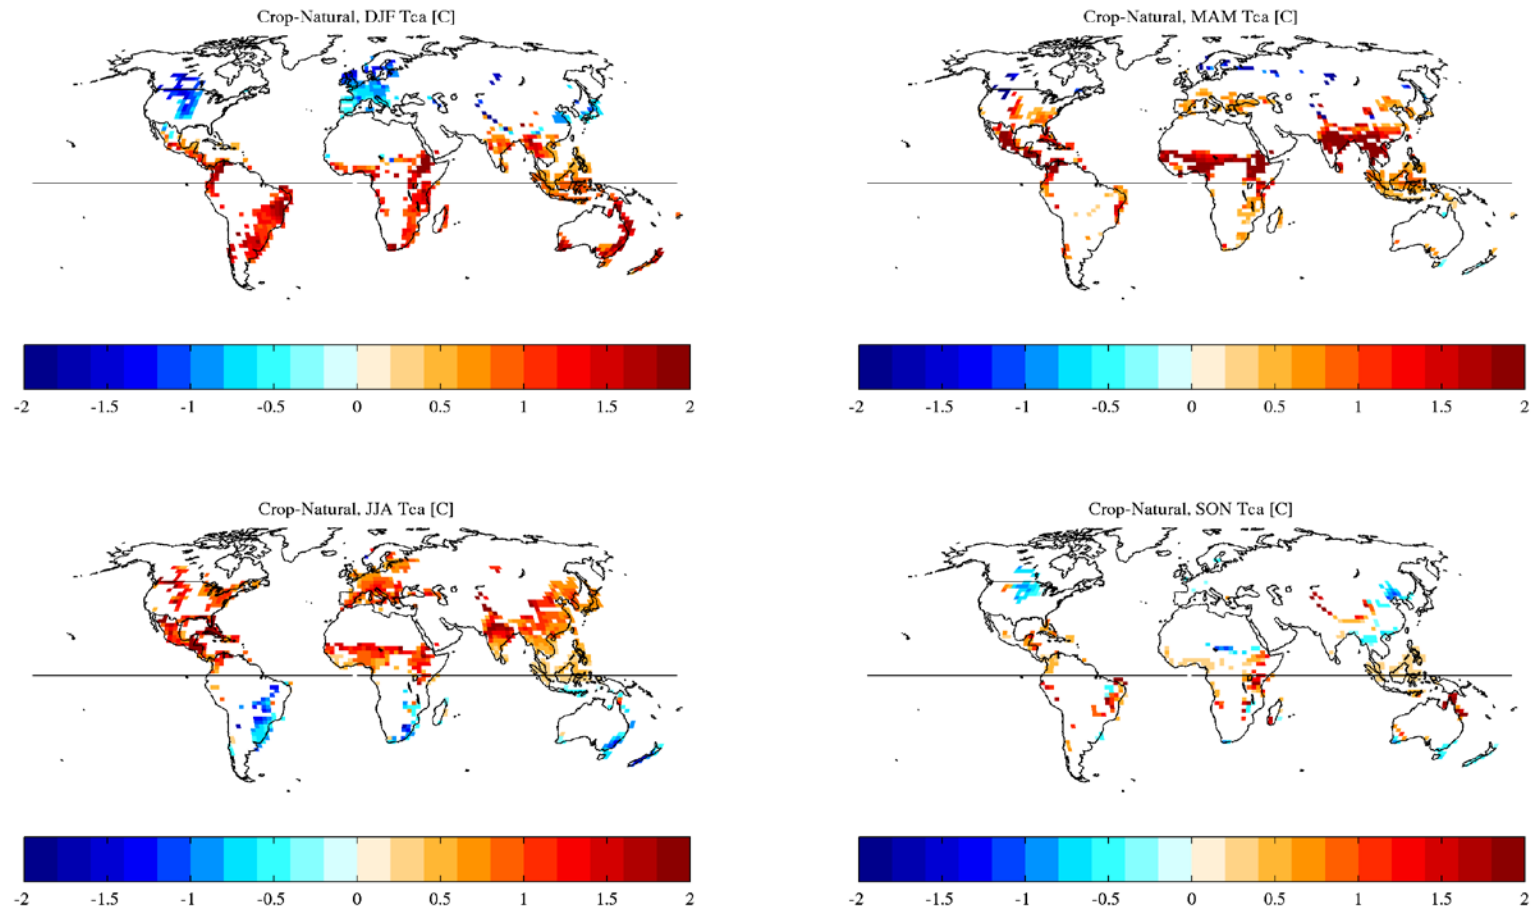 Crop-Natural, DJF Tca [C]
Crop-Natural, MAM Tca [C]
-2 -1.5 -1 -0.5 0 0.5 1 1.5 2
-2 -1.5 -1 -0.5 0 0.5 1 1.5 2
Crop-Natural, JJA Tca [C]
Crop-Natural, SON Tca [C]
-2 -1.5 -1 -0.5 0 0.5 1 1.5 2
-2 -1.5 -1 -0.5 0 0.5 1 1.5 2